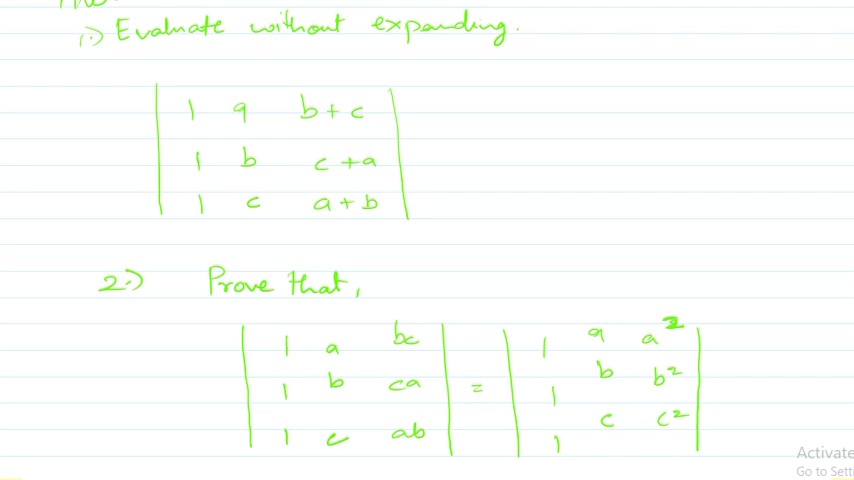 1.) Evaluate without expanding.
1 a b + c
1 b c + a
1 c a + b
2.) Prove that,
| 1 a bc | = | 1 a a² |
| 1 b ca | | 1 b b² |
| 1 c ab | | 1 c c² |
Activate
Go to Setti